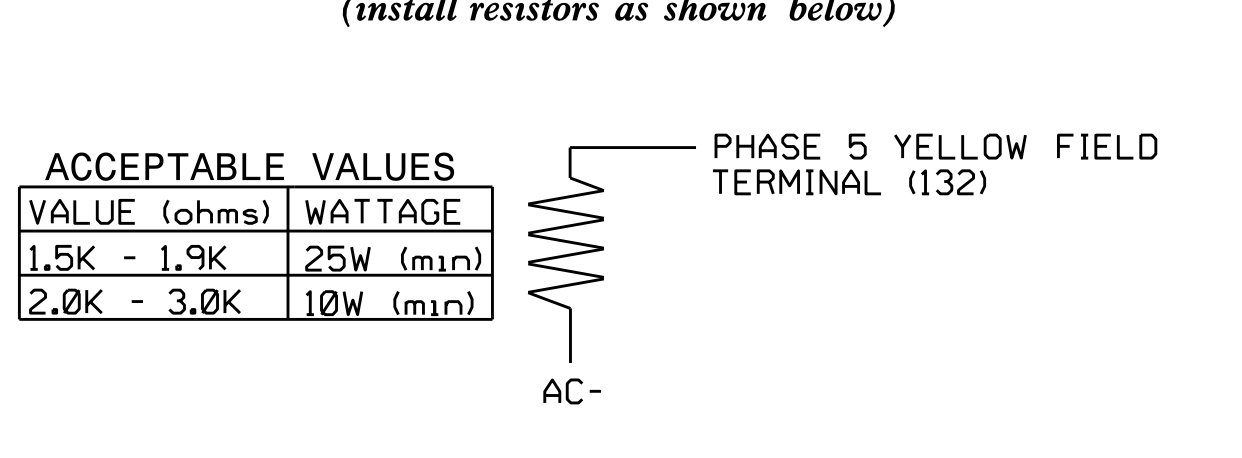 (install resistors as shown below)
ACCEPTABLE VALUES
VALUE (ohms) WATTAGE
1.5K - 1.9K 25W (min)
2.0K - 3.0K 10W (min)
PHASE 5 YELLOW FIELD
TERMINAL (132)
AC-